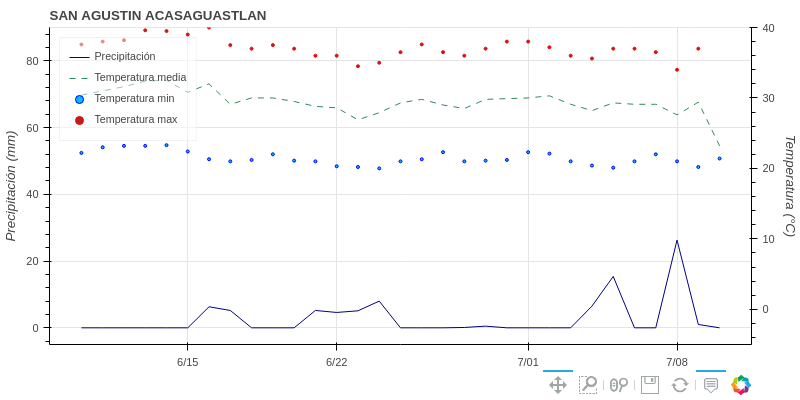 SAN AGUSTIN ACASAGUASTLAN
Precipitación
Temperatura media
Temperatura min
Temperatura max
Precipitación (mm)
80
60
40
20
0
Temperatura (°C)
40
30
20
10
0
6/15
6/22
7/01
7/08